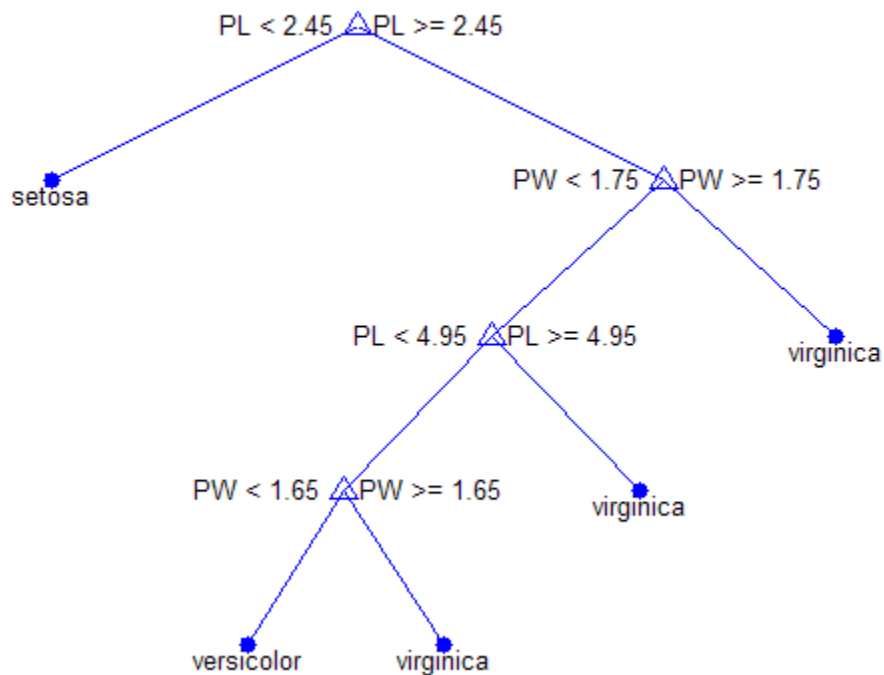 PL < 2.45 PL >= 2.45
setosa
PW < 1.75 PW >= 1.75
PL < 4.95 PL >= 4.95
virginica
PW < 1.65 PW >= 1.65
virginica
versicolor
virginica